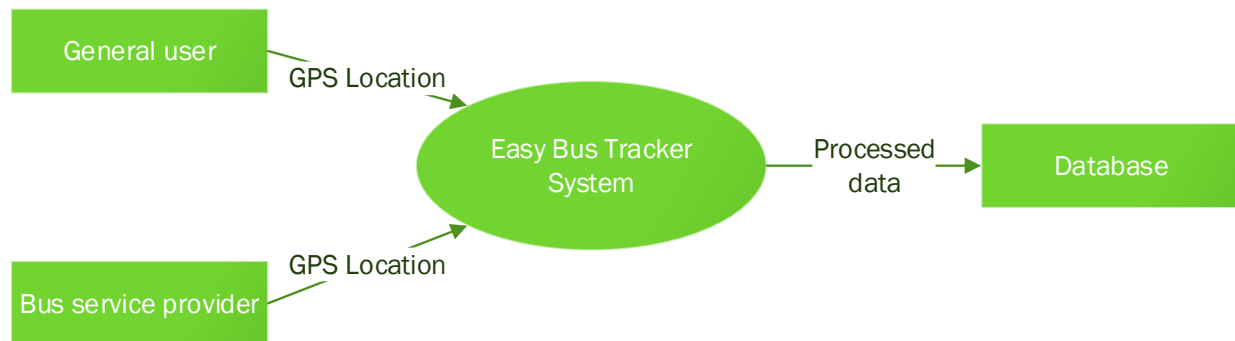 General user
GPS Location
Easy Bus Tracker
System
Processed
data
Database
GPS Location
Bus service provider